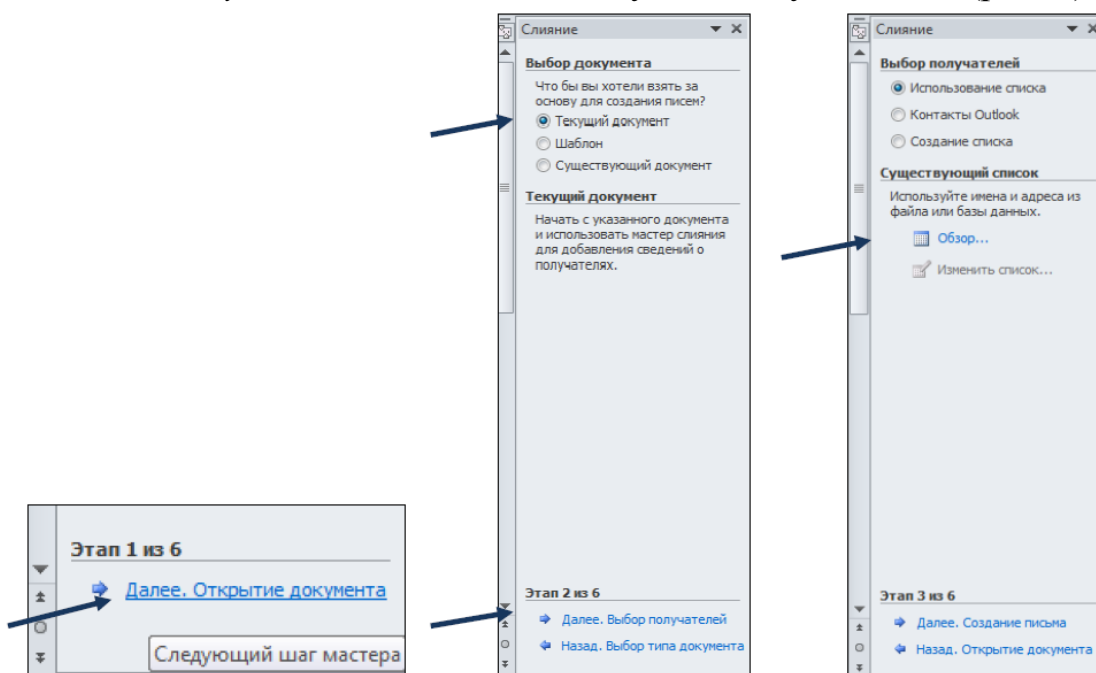 Слияние
Выбор документа
Что бы вы хотели взять за
основу для создания писем?
Текущий документ
Шаблон
Существующий документ
Текущий документ
Начать с указанного документа
и использовать мастер слияния
для добавления сведений о
получателях.
Этап 2 из 6
Далее. Выбор получателей
Назад. Выбор типа документа
Слияние
Выбор получателей
Использование списка
Контакты Outlook
Создание списка
Существующий список
Используйте имена и адреса из
файла или базы данных.
Обзор...
Изменить список...
Этап 3 из 6
Далее. Создание письма
Назад. Открытие документа
Этап 1 из 6
Далее. Открытие документа
Следующий шаг мастера